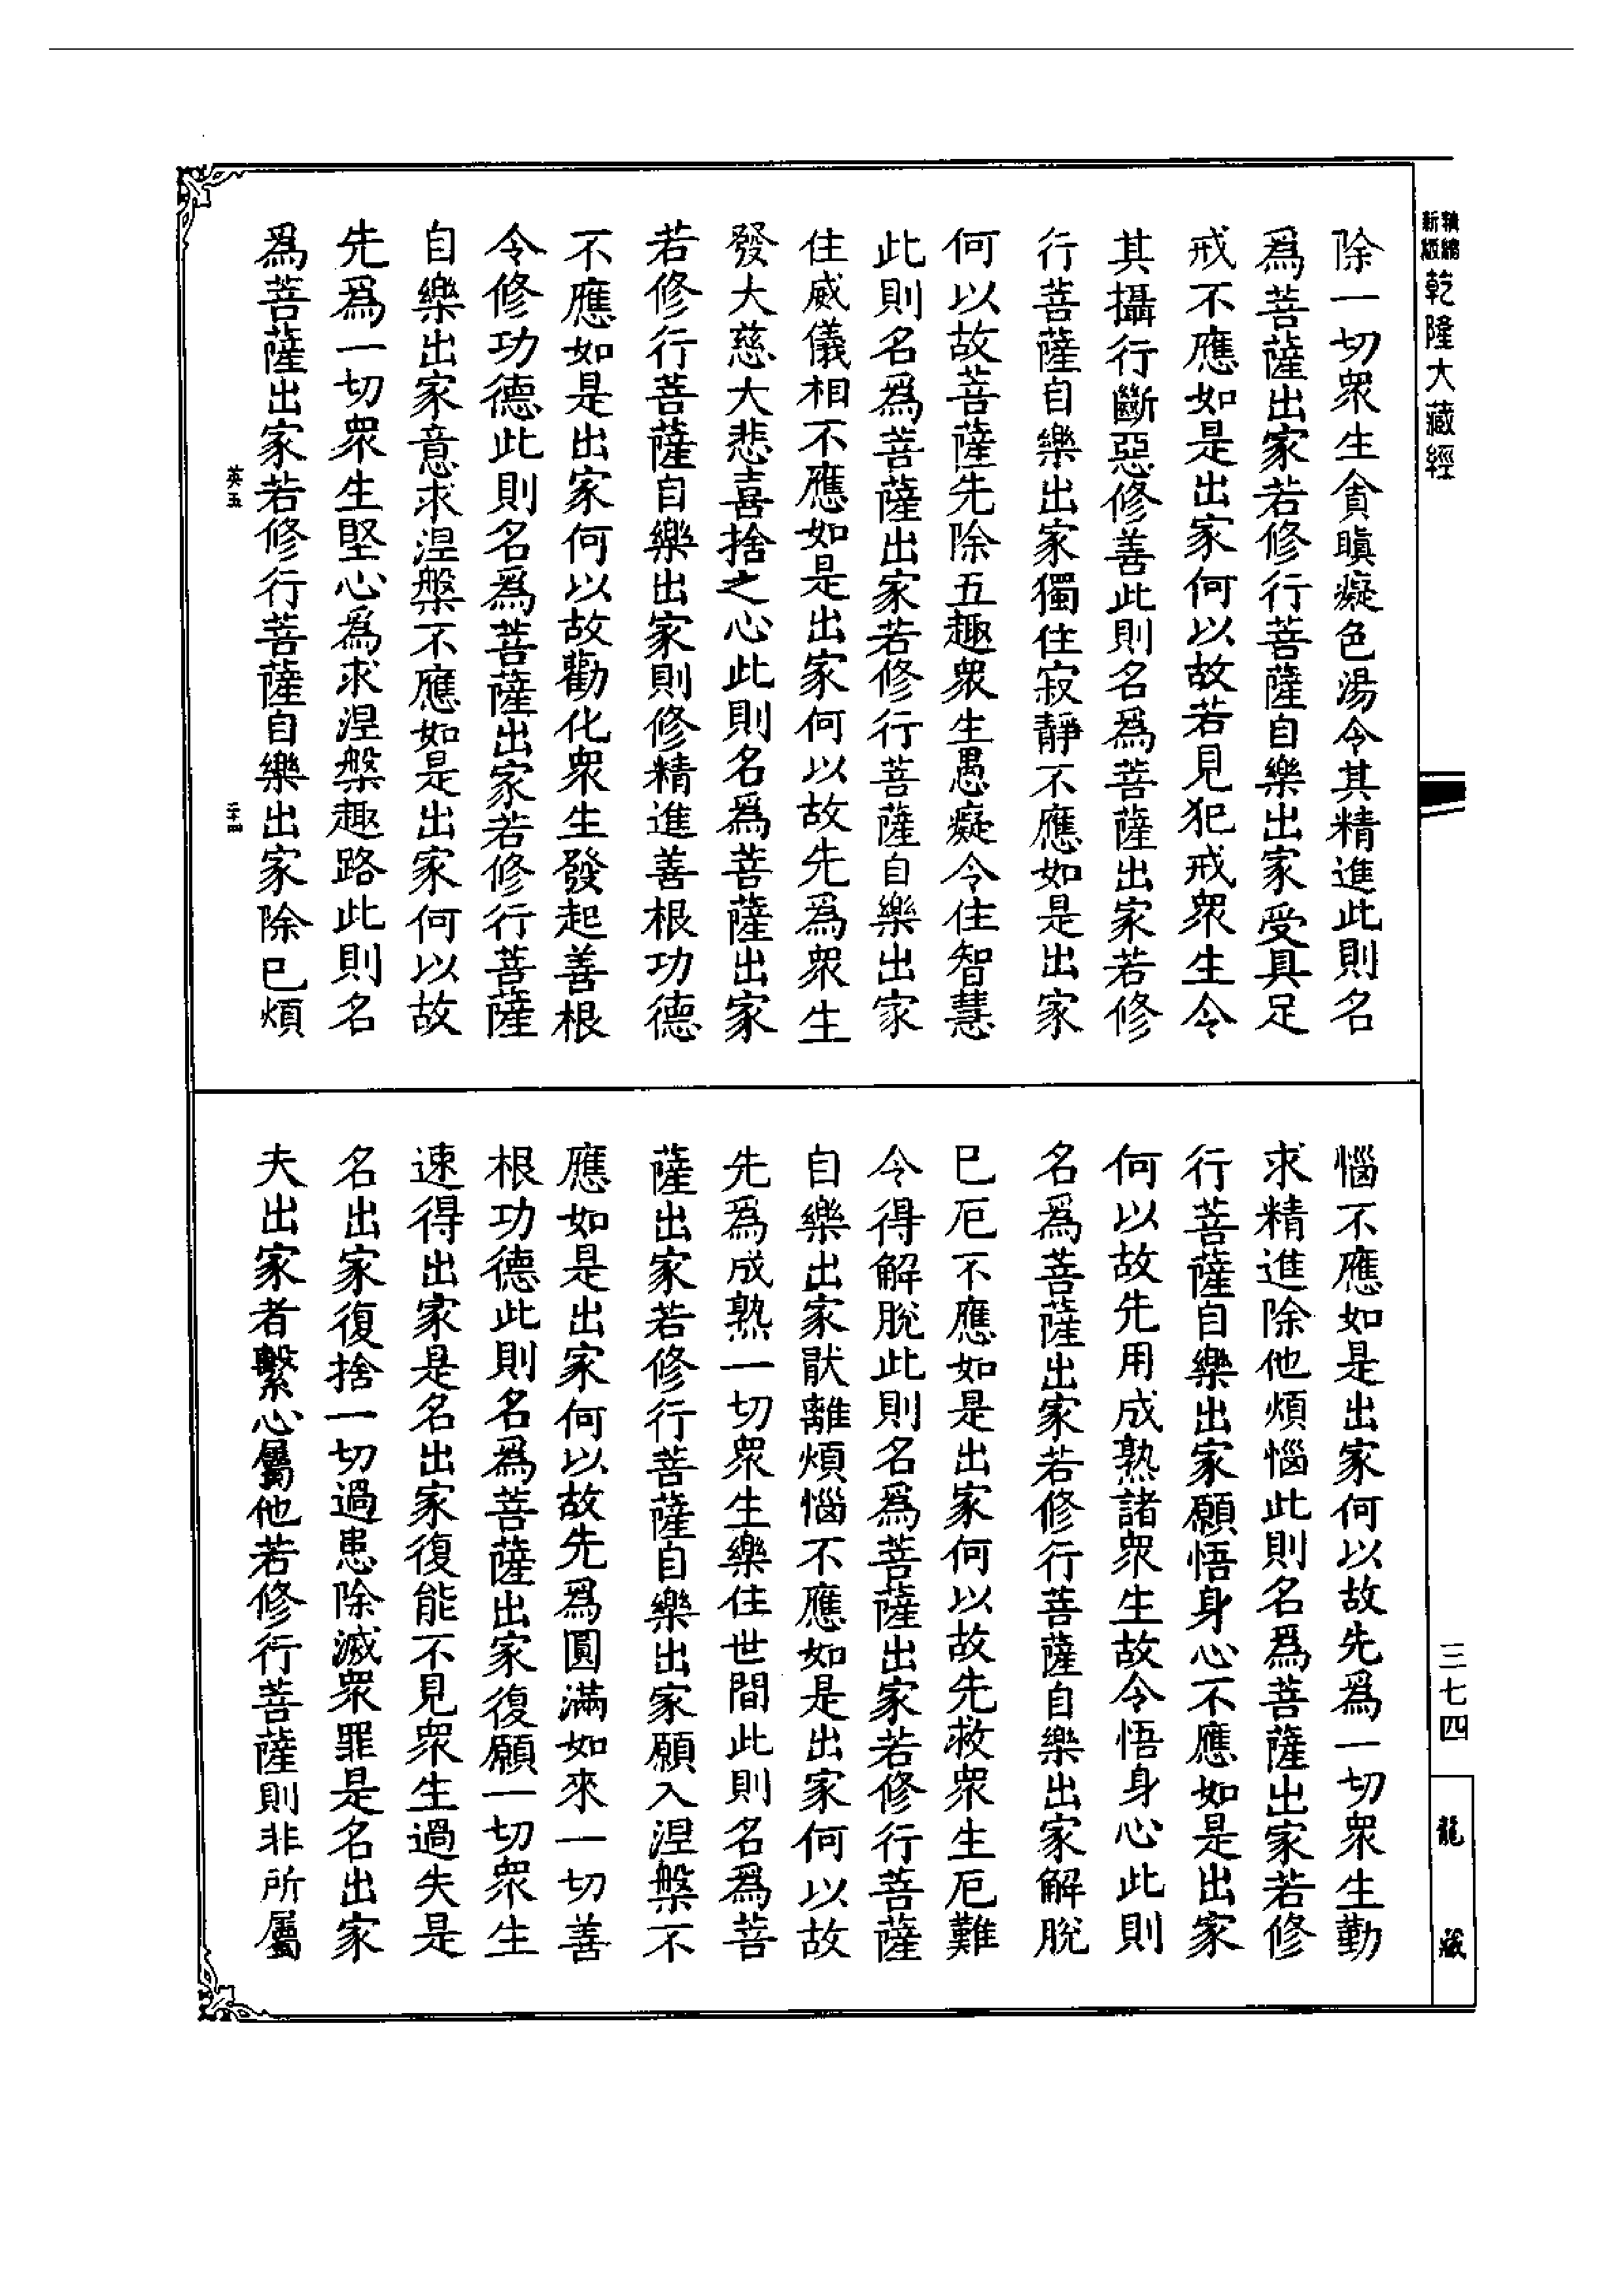 新編縮版
乾隆大藏經
除一切衆生貪瞋癡色湯令其精進此則名
爲菩薩出家若修行菩薩自樂出家受具足
戒不應如是出家何以故若見犯戒衆生令
其攝行斷惡修善此則名爲菩薩出家若修
行菩薩自樂出家獨住寂靜不應如是出家
何以故菩薩先除五趣衆生愚癡令住智慧
此則名爲菩薩出家若修行菩薩自樂出家
住威儀相不應如是出家何以故先爲衆生
發大慈大悲喜捨之心此則名爲菩薩出家
若修行菩薩自樂出家則修精進善根功德
不應如是出家何以故勸化衆生發起善根
令修功德此則名爲菩薩出家若修行菩薩
自樂出家意求涅槃不應如是出家何以故
先爲一切衆生堅心爲求涅槃趣路此則名
爲菩薩出家若修行菩薩自樂出家除已煩
英五
二十四
惱不應如是出家何以故先爲一切衆生勤
求精進除他煩惱此則名爲菩薩出家若修
行菩薩自樂出家願悟身心不應如是出家
何以故先用成熟諸衆生故令悟身心此則
名爲菩薩出家若修行菩薩自樂出家解脫
已厄不應如是出家何以故先救衆生厄難
令得解脫此則名爲菩薩出家若修行菩薩
自樂出家猒離煩惱不應如是出家何以故
先爲成熟一切衆生樂住世間此則名爲菩
薩出家若修行菩薩自樂出家願入涅槃不
應如是出家何以故先爲圓滿如來一切善
根功德此則名爲菩薩出家復願一切衆生
速得出家是名出家復能不見衆生過失是
名出家復捨一切過患除滅衆罪是名出家
夫出家者繫心屬他若修行菩薩則非所屬
三七四
龍藏